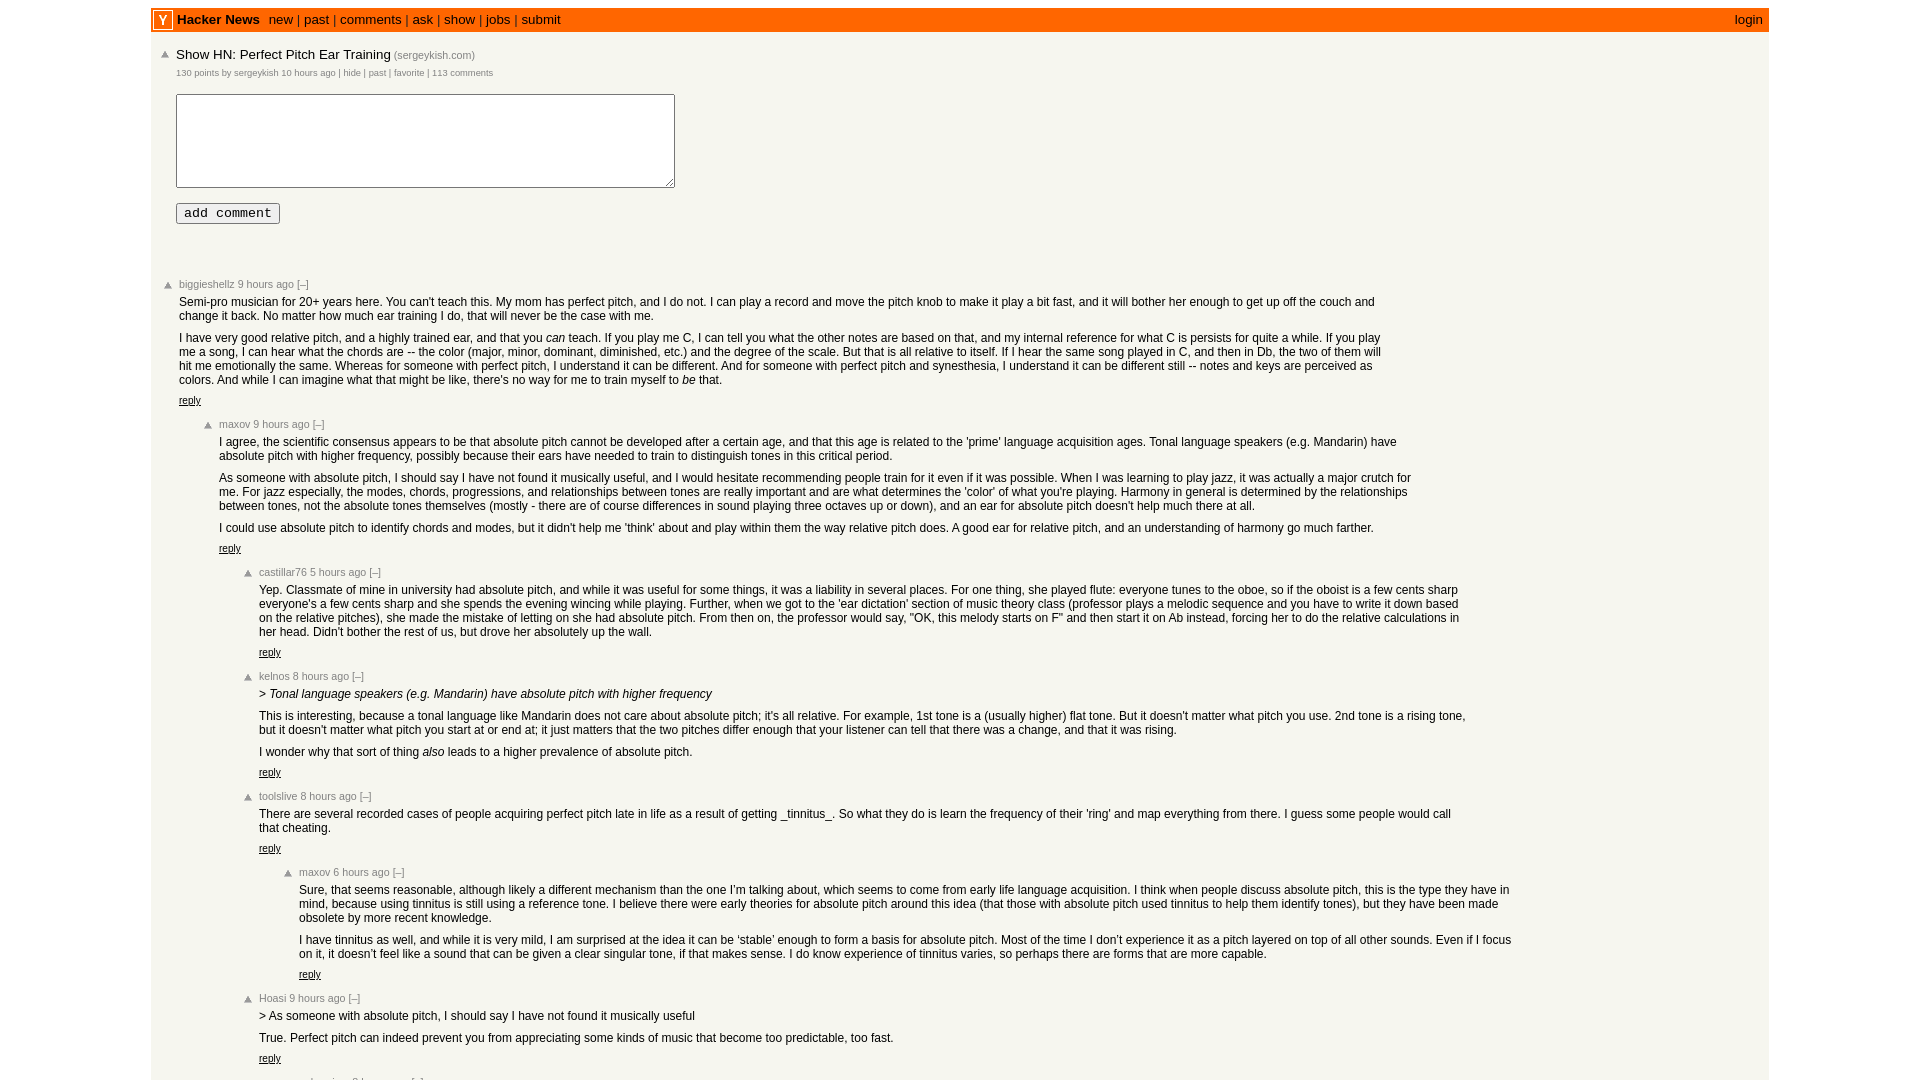 Y Hacker News new | past | comments | ask | show | jobs | submit login
Show HN: Perfect Pitch Ear Training (sergeykish.com)
130 points by sergeykish 10 hours ago | hide | past | favorite | 113 comments
add comment
biggieshellz 9 hours ago [–]
Semi-pro musician for 20+ years here. You can't teach this. My mom has perfect pitch, and I do not. I can play a record and move the pitch knob to make it play a bit fast, and it will bother her enough to get up off the couch and
change it back. No matter how much ear training I do, that will never be the case with me.
I have very good relative pitch, and a highly trained ear, and that you can teach. If you play me C, I can tell you what the other notes are based on that, and my internal reference for what C is persists for quite a while. If you play
me a song, I can hear what the chords are -- the color (major, minor, dominant, diminished, etc.) and the degree of the scale. But that is all relative to itself. If I hear the same song played in C, and then in Db, the two of them will
hit me emotionally the same. Whereas for someone with perfect pitch, I understand it can be different. And for someone with perfect pitch and synesthesia, I understand it can be different still -- notes and keys are perceived as
colors. And while I can imagine what that might be like, there's no way for me to train myself to be that.
reply
maxov 9 hours ago [–]
I agree, the scientific consensus appears to be that absolute pitch cannot be developed after a certain age, and that this age is related to the 'prime' language acquisition ages. Tonal language speakers (e.g. Mandarin) have
absolute pitch with higher frequency, possibly because their ears have needed to train to distinguish tones in this critical period.
As someone with absolute pitch, I should say I have not found it musically useful, and I would hesitate recommending people train for it even if it was possible. When I was learning to play jazz, it was actually a major crutch for
me. For jazz especially, the modes, chords, progressions, and relationships between tones are really important and are what determines the 'color' of what you're playing. Harmony in general is determined by the relationships
between tones, not the absolute tones themselves (mostly - there are of course differences in sound playing three octaves up or down), and an ear for absolute pitch doesn't help much there at all.
I could use absolute pitch to identify chords and modes, but it didn't help me 'think' about and play within them the way relative pitch does. A good ear for relative pitch, and an understanding of harmony go much farther.
reply
castillar76 5 hours ago [–]
Yep. Classmate of mine in university had absolute pitch, and while it was useful for some things, it was a liability in several places. For one thing, she played flute: everyone tunes to the oboe, so if the oboist is a few cents sharp
everyone's a few cents sharp and she spends the evening wincing while playing. Further, when we got to the 'ear dictation' section of music theory class (professor plays a melodic sequence and you have to write it down based
on the relative pitches), she made the mistake of letting on she had absolute pitch. From then on, the professor would say, "OK, this melody starts on F" and then start it on Ab instead, forcing her to do the relative calculations in
her head. Didn't bother the rest of us, but drove her absolutely up the wall.
reply
kelnos 8 hours ago [–]
> Tonal language speakers (e.g. Mandarin) have absolute pitch with higher frequency
This is interesting, because a tonal language like Mandarin does not care about absolute pitch; it's all relative. For example, 1st tone is a (usually higher) flat tone. But it doesn't matter what pitch you use. 2nd tone is a rising tone,
but it doesn't matter what pitch you start at or end at; it just matters that the two pitches differ enough that your listener can tell that there was a change, and that it was rising.
I wonder why that sort of thing also leads to a higher prevalence of absolute pitch.
reply
toolslive 8 hours ago [–]
There are several recorded cases of people acquiring perfect pitch late in life as a result of getting _tinnitus_. So what they do is learn the frequency of their 'ring' and map everything from there. I guess some people would call
that cheating.
reply
maxov 6 hours ago [–]
Sure, that seems reasonable, although likely a different mechanism than the one I’m talking about, which seems to come from early life language acquisition. I think when people discuss absolute pitch, this is the type they have in
mind, because using tinnitus is still using a reference tone. I believe there were early theories for absolute pitch around this idea (that those with absolute pitch used tinnitus to help them identify tones), but they have been made
obsolete by more recent knowledge.
I have tinnitus as well, and while it is very mild, I am surprised at the idea it can be ‘stable’ enough to form a basis for absolute pitch. Most of the time I don’t experience it as a pitch layered on top of all other sounds. Even if I focus
on it, it doesn’t feel like a sound that can be given a clear singular tone, if that makes sense. I do know experience of tinnitus varies, so perhaps there are forms that are more capable.
reply
Hoasi 9 hours ago [–]
> As someone with absolute pitch, I should say I have not found it musically useful
True. Perfect pitch can indeed prevent you from appreciating some kinds of music that become too predictable, too fast.
reply